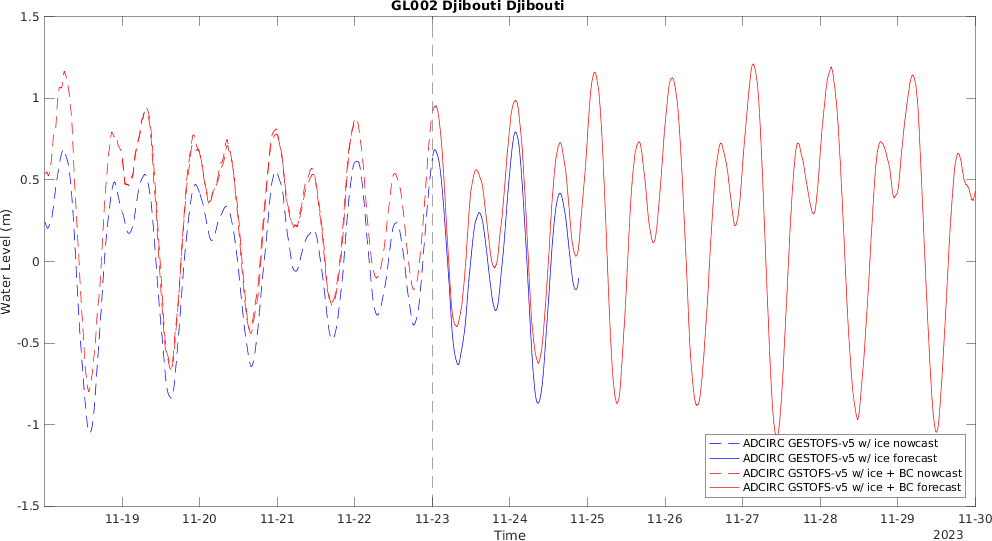 GL002 Djibouti Djibouti
1.5
1
0.5
0
-0.5
-1
-1.5
Water Level (m)
11-19
11-20
11-21
11-22
11-23
11-24
11-25
11-26
11-27
11-28
11-29
11-30
Time
2023
ADCIRC GESTOFS-v5 w/ ice nowcast
ADCIRC GESTOFS-v5 w/ ice forecast
ADCIRC GSTOFS-v5 w/ ice + BC nowcast
ADCIRC GSTOFS-v5 w/ ice + BC forecast